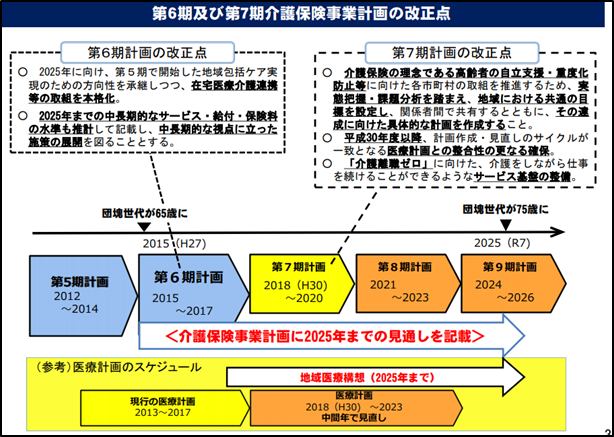 第6期及び第7期介護保険事業計画の改正点
第6期計画の改正点
○ 2025年に向け、第5期で開始した地域包括ケア実
現のための方向性を承継しつつ、在宅医療介護連携
等の取組を本格化。
○ 2025年までの中長期的なサービス・給付・保険料
の水準も推計して記載し、中長期的な視点に立った
施策の展開を図ることとする。
第7期計画の改正点
○ 介護保険の理念である高齢者の自立支援・重度化
防止等に向けた各市町村の取組を推進するため、実
態把握・課題分析を踏まえ、地域における共通の目
標を設定し、関係者間で共有するとともに、その達
成に向けた具体的な計画を作成すること。
○ 平成30年度以降、計画作成・見直しのサイクルが
一致となる医療計画との整合性の更なる確保。
○ 「介護離職ゼロ」に向けた、介護をしながら仕事
を続けることができるようなサービス基盤の整備。
団塊世代が65歳に
団塊世代が75歳に
2015(H27)
2025(R7)
第5期計画
2012
～2014
第6期計画
2015
～2017
第7期計画
2018(H30)
～2020
第8期計画
2021
～2023
第9期計画
2024
～2026
＜介護保険事業計画に2025年までの見通しを記載＞
(参考)医療計画のスケジュール
地域医療構想(2025年まで)
現行の医療計画
2013～2017
医療計画
2018(H30) ～2023
中間年で見直し